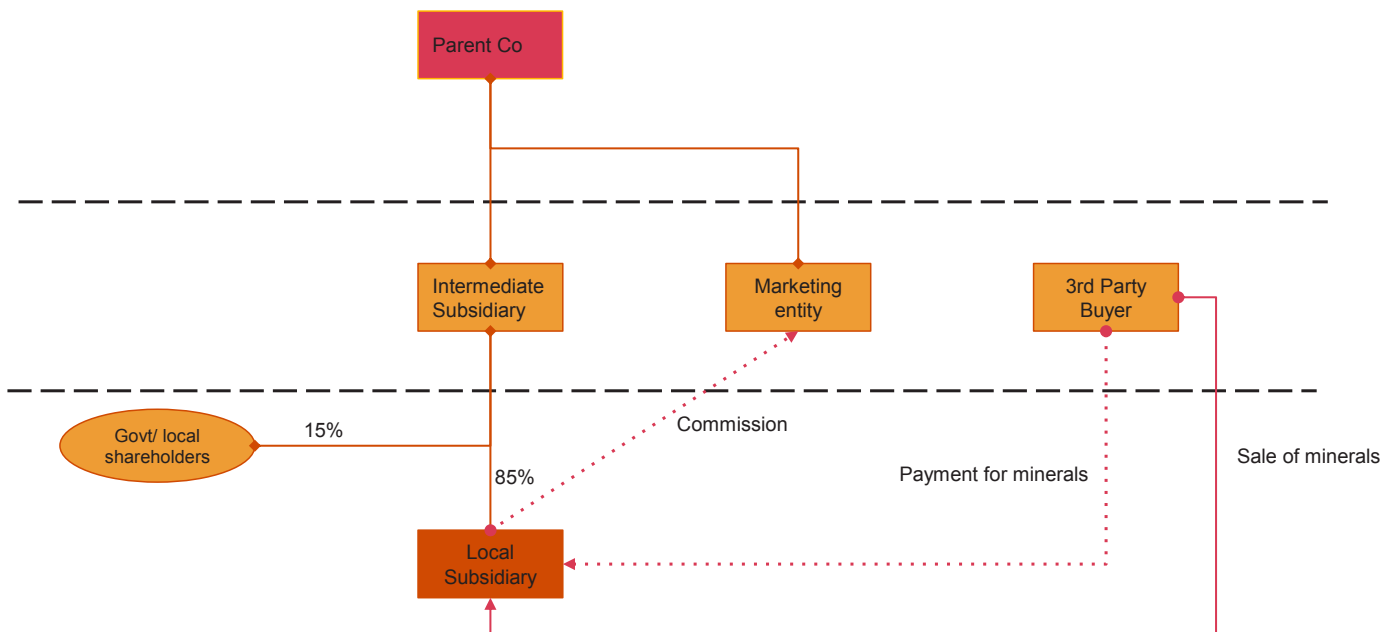 Parent Co
Intermediate
Subsidiary
Marketing
entity
3rd Party
Buyer
Govt/ local
shareholders
15%
85%
Commission
Payment for minerals
Sale of minerals
Local
Subsidiary